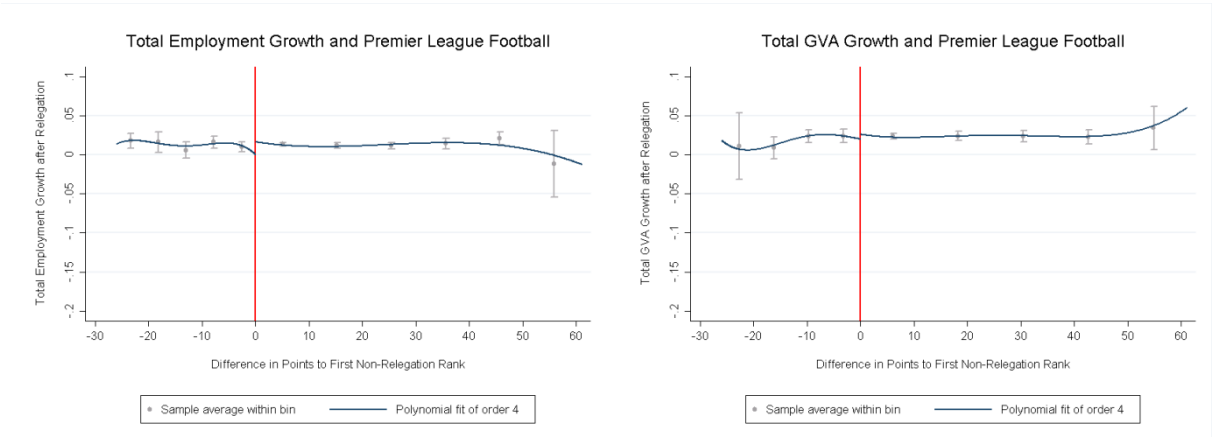 Total Employment Growth and Premier League Football
Total Employment Growth after Relegation
.1
.05
0
-.05
-.1
-.15
-.2
-30 -20 -10 0 10 20 30 40 50 60
Difference in Points to First Non-Relegation Rank
Sample average within bin Polynomial fit of order 4
Total GVA Growth and Premier League Football
Total GVA Growth after Relegation
.1
.05
0
-.05
-.1
-.15
-.2
-30 -20 -10 0 10 20 30 40 50 60
Difference in Points to First Non-Relegation Rank
Sample average within bin Polynomial fit of order 4